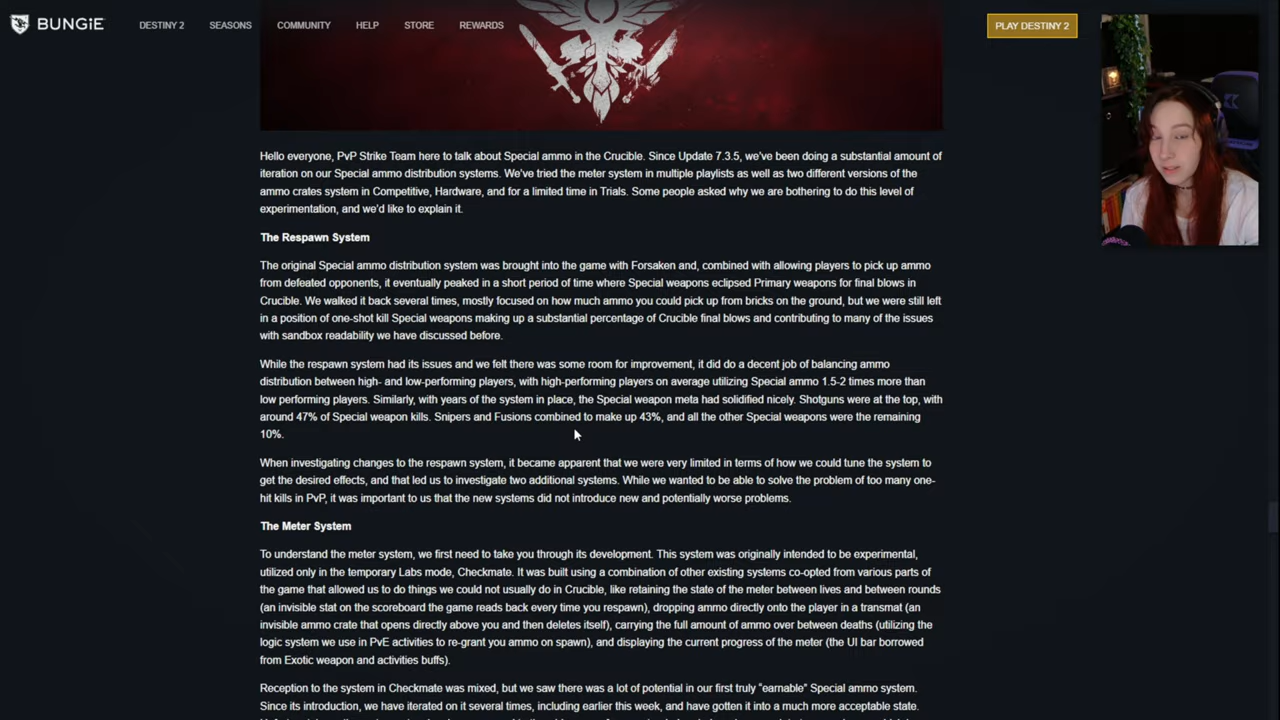 BUNGiE
DESTINY 2
SEASONS
COMMUNITY
HELP
STORE
REWARDS
PLAY DESTINY 2
Hello everyone, PvP Strike Team here to talk about Special ammo in the Crucible. Since Update 7.3.5, we've been doing a substantial amount of
iteration on our Special ammo distribution systems. We've tried the meter system in multiple playlists as well as two different versions of the
ammo crates system in Competitive, Hardware, and for a limited time in Trials. Some people asked why we are bothering to do this level of
experimentation, and we'd like to explain it.
The Respawn System
The original Special ammo distribution system was brought into the game with Forsaken and, combined with allowing players to pick up ammo
from defeated opponents, it eventually peaked in a short period of time where Special weapons eclipsed Primary weapons for final blows in
Crucible. We walked it back several times, mostly focused on how much ammo you could pick up from bricks on the ground, but we were still left
in a position of one-shot kill Special weapons making up a substantial percentage of Crucible final blows and contributing to many of the issues
with sandbox readability we have discussed before.
While the respawn system had its issues and we felt there was some room for improvement, it did do a decent job of balancing ammo
distribution between high- and low-performing players, with high-performing players on average utilizing Special ammo 1.5-2 times more than
low performing players. Similarly, with years of the system in place, the Special weapon meta had solidified nicely. Shotguns were at the top, with
around 47% of Special weapon kills. Snipers and Fusions combined to make up 43%, and all the other Special weapons were the remaining
10%.
When investigating changes to the respawn system, it became apparent that we were very limited in terms of how we could tune the system to
get the desired effects, and that led us to investigate two additional systems. While we wanted to be able to solve the problem of too many one-
hit kills in PvP, it was important to us that the new systems did not introduce new and potentially worse problems.
The Meter System
To understand the meter system, we first need to take you through its development. This system was originally intended to be experimental,
utilized only in the temporary Labs mode, Checkmate. It was built using a combination of other existing systems co-opted from various parts of
the game that allowed us to do things we could not usually do in Crucible, like retaining the state of the meter between lives and between rounds
(an invisible stat on the scoreboard the game reads back every time you respawn), dropping ammo directly onto the player in a transmat (an
invisible ammo crate that opens directly above you and then deletes itself), carrying the full amount of ammo over between deaths (utilizing the
logic system we use in PvE activities to re-grant you ammo on spawn), and displaying the current progress of the meter (the UI bar borrowed
from Exotic weapon and activities buffs).
Reception to the system in Checkmate was mixed, but we saw there was a lot of potential in our first truly "earnable" Special ammo system.
Since its introduction, we have iterated on it several times, including earlier this week, and have gotten it into a much more acceptable state.